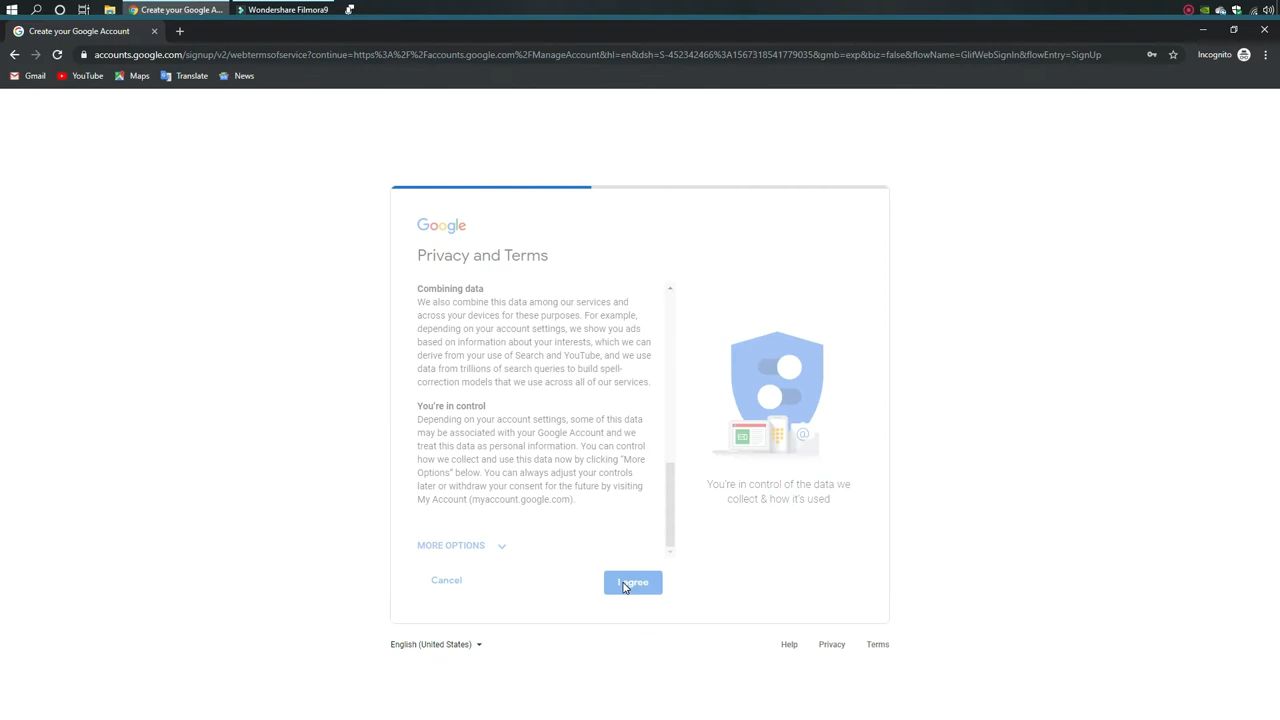 Create your Google A...
Wondershare Filmora9
Create your Google Account
accounts.google.com/signup/v2/webtermsofservice?continue=https%3A%2F%2Faccounts.google.com%2FManageAccount&hl=en&dsh=S-452342466%3A1567318541779035&gmb=exp&biz=false&flowName=GlifWebSignIn&flowEntry=SignUp
Incognito
Gmail
YouTube
Maps
Translate
News
Google
Privacy and Terms
Combining data
We also combine this data among our services and
across your devices for these purposes. For example,
depending on your account settings, we show you ads
based on information about your interests, which we can
derive from your use of Search and YouTube, and we use
data from trillions of search queries to build spell-
correction models that we use across all of our services.
You're in control
Depending on your account settings, some of this data
may be associated with your Google Account and we
treat this data as personal information. You can control
how we collect and use this data now by clicking "More
Options" below. You can always adjust your controls
later or withdraw your consent for the future by visiting
My Account (myaccount.google.com).
You're in control of the data we
collect & how it's used
MORE OPTIONS
Cancel
I agree
English (United States)
Help
Privacy
Terms